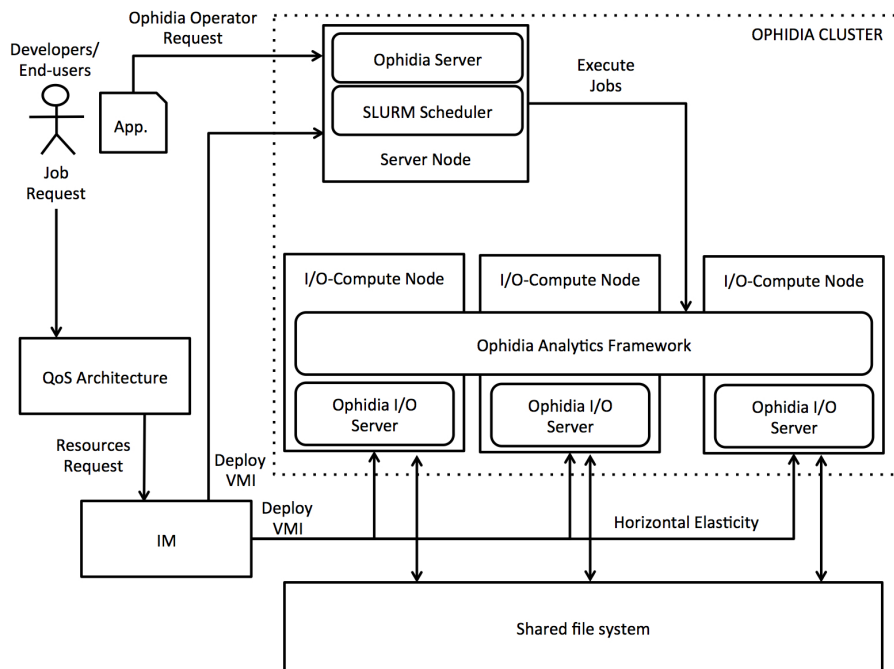 Ophidia Operator
Request
OPHIDIA CLUSTER
Developers/
End-users
Ophidia Server
Execute
Jobs
App.
SLURM Scheduler
Server Node
Job
Request
I/O-Compute Node
I/O-Compute Node
I/O-Compute Node
Ophidia Analytics Framework
QoS Architecture
Ophidia I/O
Server
Ophidia I/O
Server
Ophidia I/O
Server
Resources
Request
Deploy
VMI
Deploy
VMI
Horizontal Elasticity
IM
Shared file system